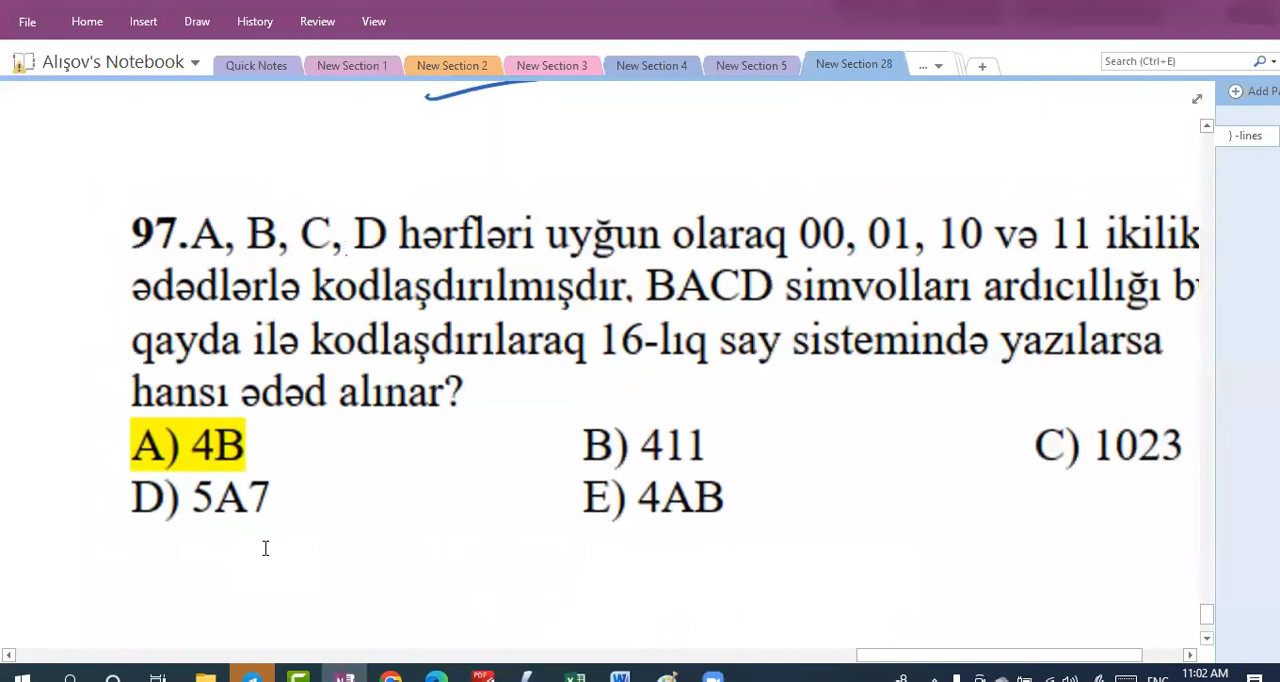 File Home Insert Draw History Review View
Alışov's Notebook Quick Notes New Section 1 New Section 2 New Section 3 New Section 4 New Section 5 New Section 28 ... Search (Ctrl+E)
Add
} -lines
97.A, B, C, D hərfləri uyğun olaraq 00, 01, 10 və 11 ikilik
ədədlərlə kodlaşdırılmışdır. BACD simvolları ardıcıllığı
qayda ilə kodlaşdırılaraq 16-lıq say sistemində yazılarsa
hansı ədəd alınar?
A) 4B B) 411 C) 1023
D) 5A7 E) 4AB
11:02 AM